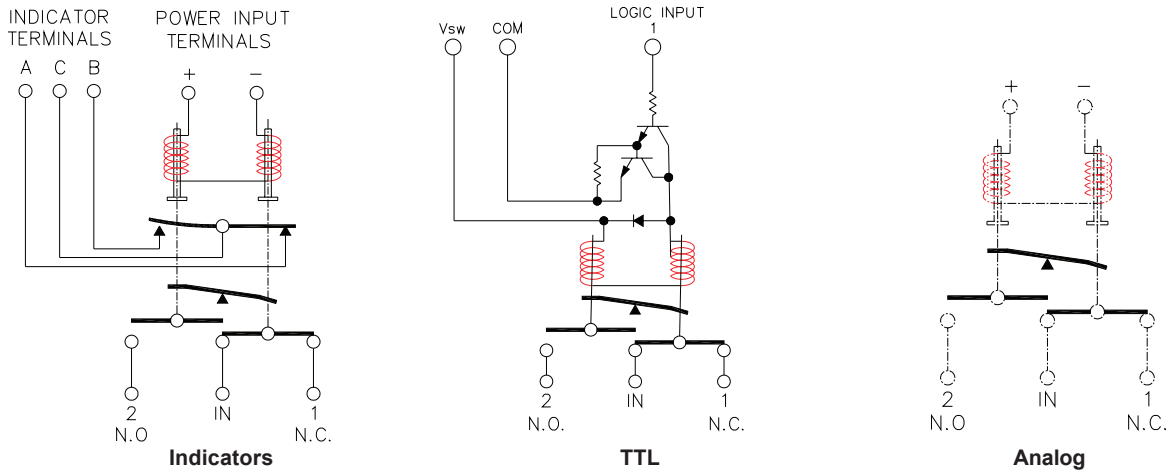 INDICATOR
TERMINALS
A C B
POWER INPUT
TERMINALS
+ −
2 IN 1
N.O N.C.
Indicators
LOGIC INPUT
Vsw COM 1
2 IN 1
N.O. N.C.
TTL
+ −
2 IN 1
N.O N.C.
Analog